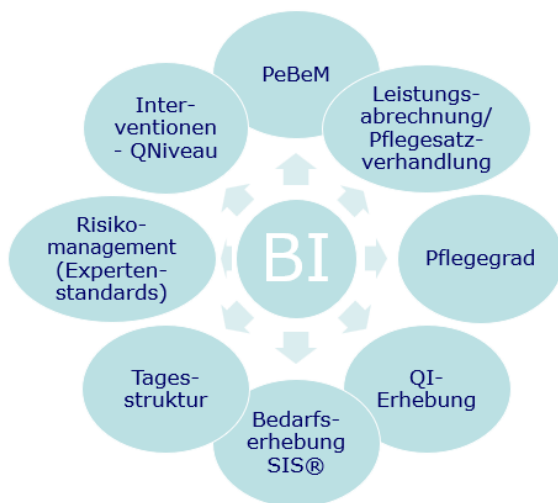 PeBeM
Leistungs-
abrechnung/
Pflegesatz-
verhandlung
Pflegegrad
QI-
Erhebung
Bedarfs-
erhebung
SIS®
Tages-
struktur
Risiko-
management
(Experten-
standards)
Inter-
ventionen
- QNiveau
BI